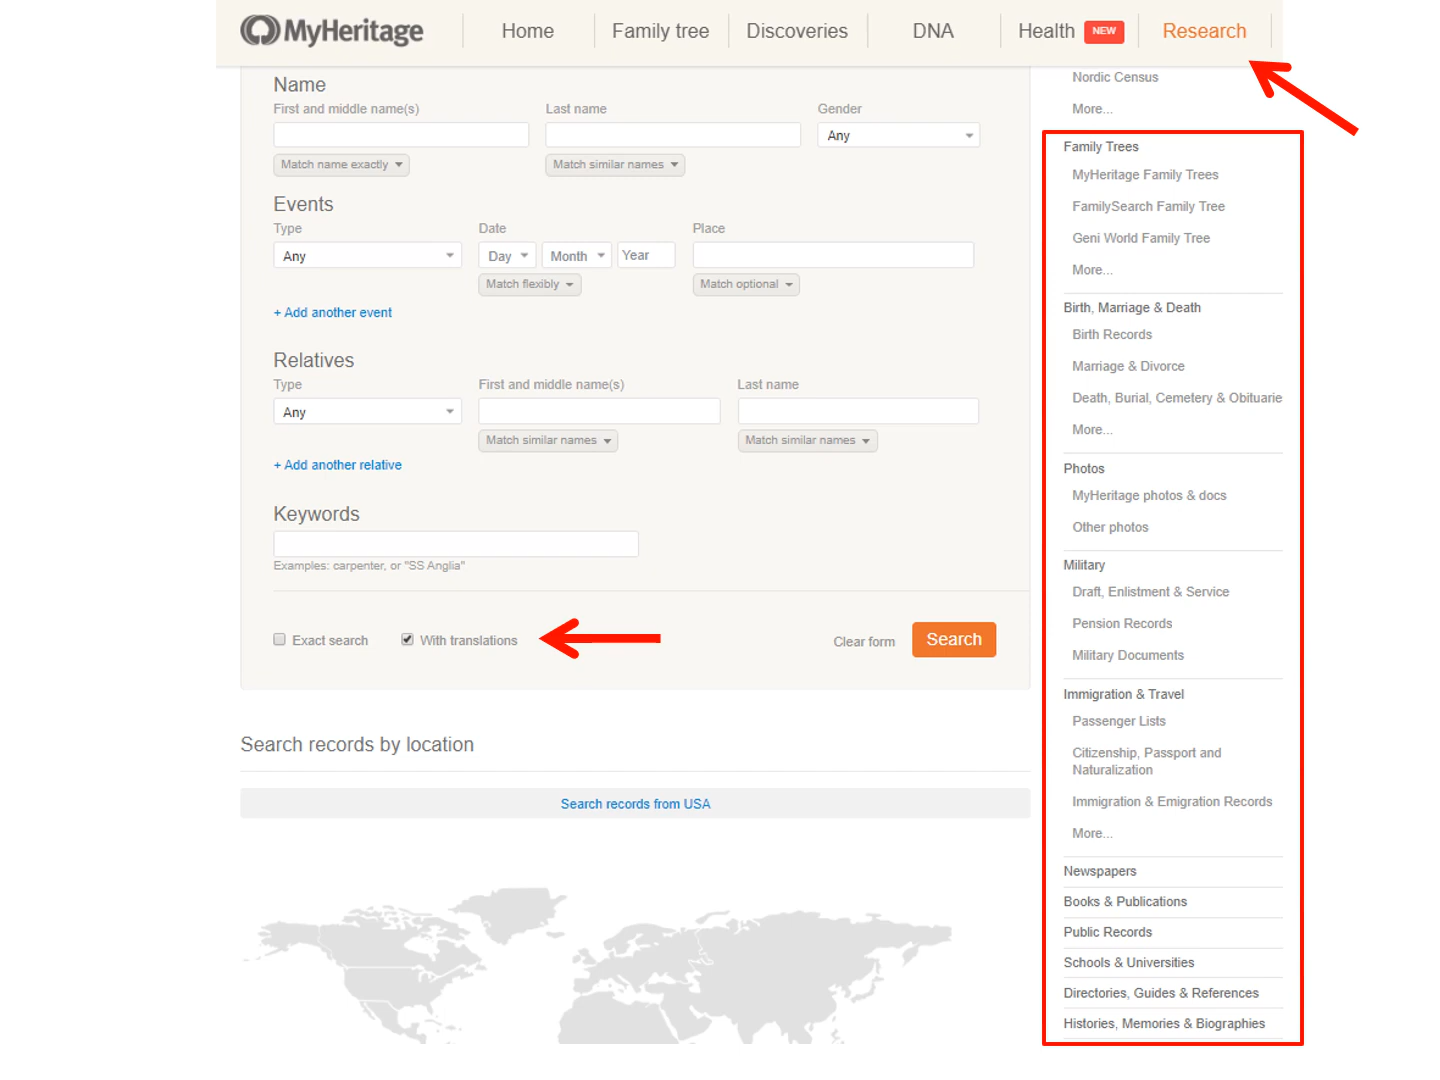 MyHeritage Home Family tree Discoveries DNA Health NEW Research
Name
First and middle name(s) Last name Gender
Any
Match name exactly Match similar names
Events
Type Date Place
Any Day Month Year
Match flexibly Match optional
+ Add another event
Relatives
Type First and middle name(s) Last name
Any
Match similar names Match similar names
+ Add another relative
Keywords
Examples: carpenter, or "SS Anglia"
Exact search With translations Clear form Search
Search records by location
Search records from USA
Nordic Census
More...
Family Trees
MyHeritage Family Trees
FamilySearch Family Tree
Geni World Family Tree
More...
Birth, Marriage & Death
Birth Records
Marriage & Divorce
Death, Burial, Cemetery & Obituarie
More...
Photos
MyHeritage photos & docs
Other photos
Military
Draft, Enlistment & Service
Pension Records
Military Documents
Immigration & Travel
Passenger Lists
Citizenship, Passport and
Naturalization
Immigration & Emigration Records
More...
Newspapers
Books & Publications
Public Records
Schools & Universities
Directories, Guides & References
Histories, Memories & Biographies